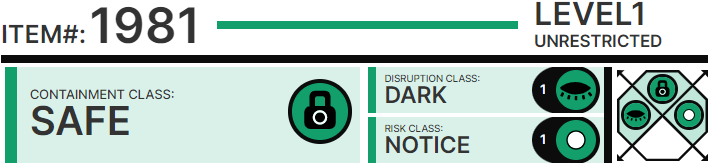 ITEM#: 1981
LEVEL1
UNRESTRICTED
CONTAINMENT CLASS:
SAFE
DISRUPTION CLASS:
DARK
1
RISK CLASS:
NOTICE
1